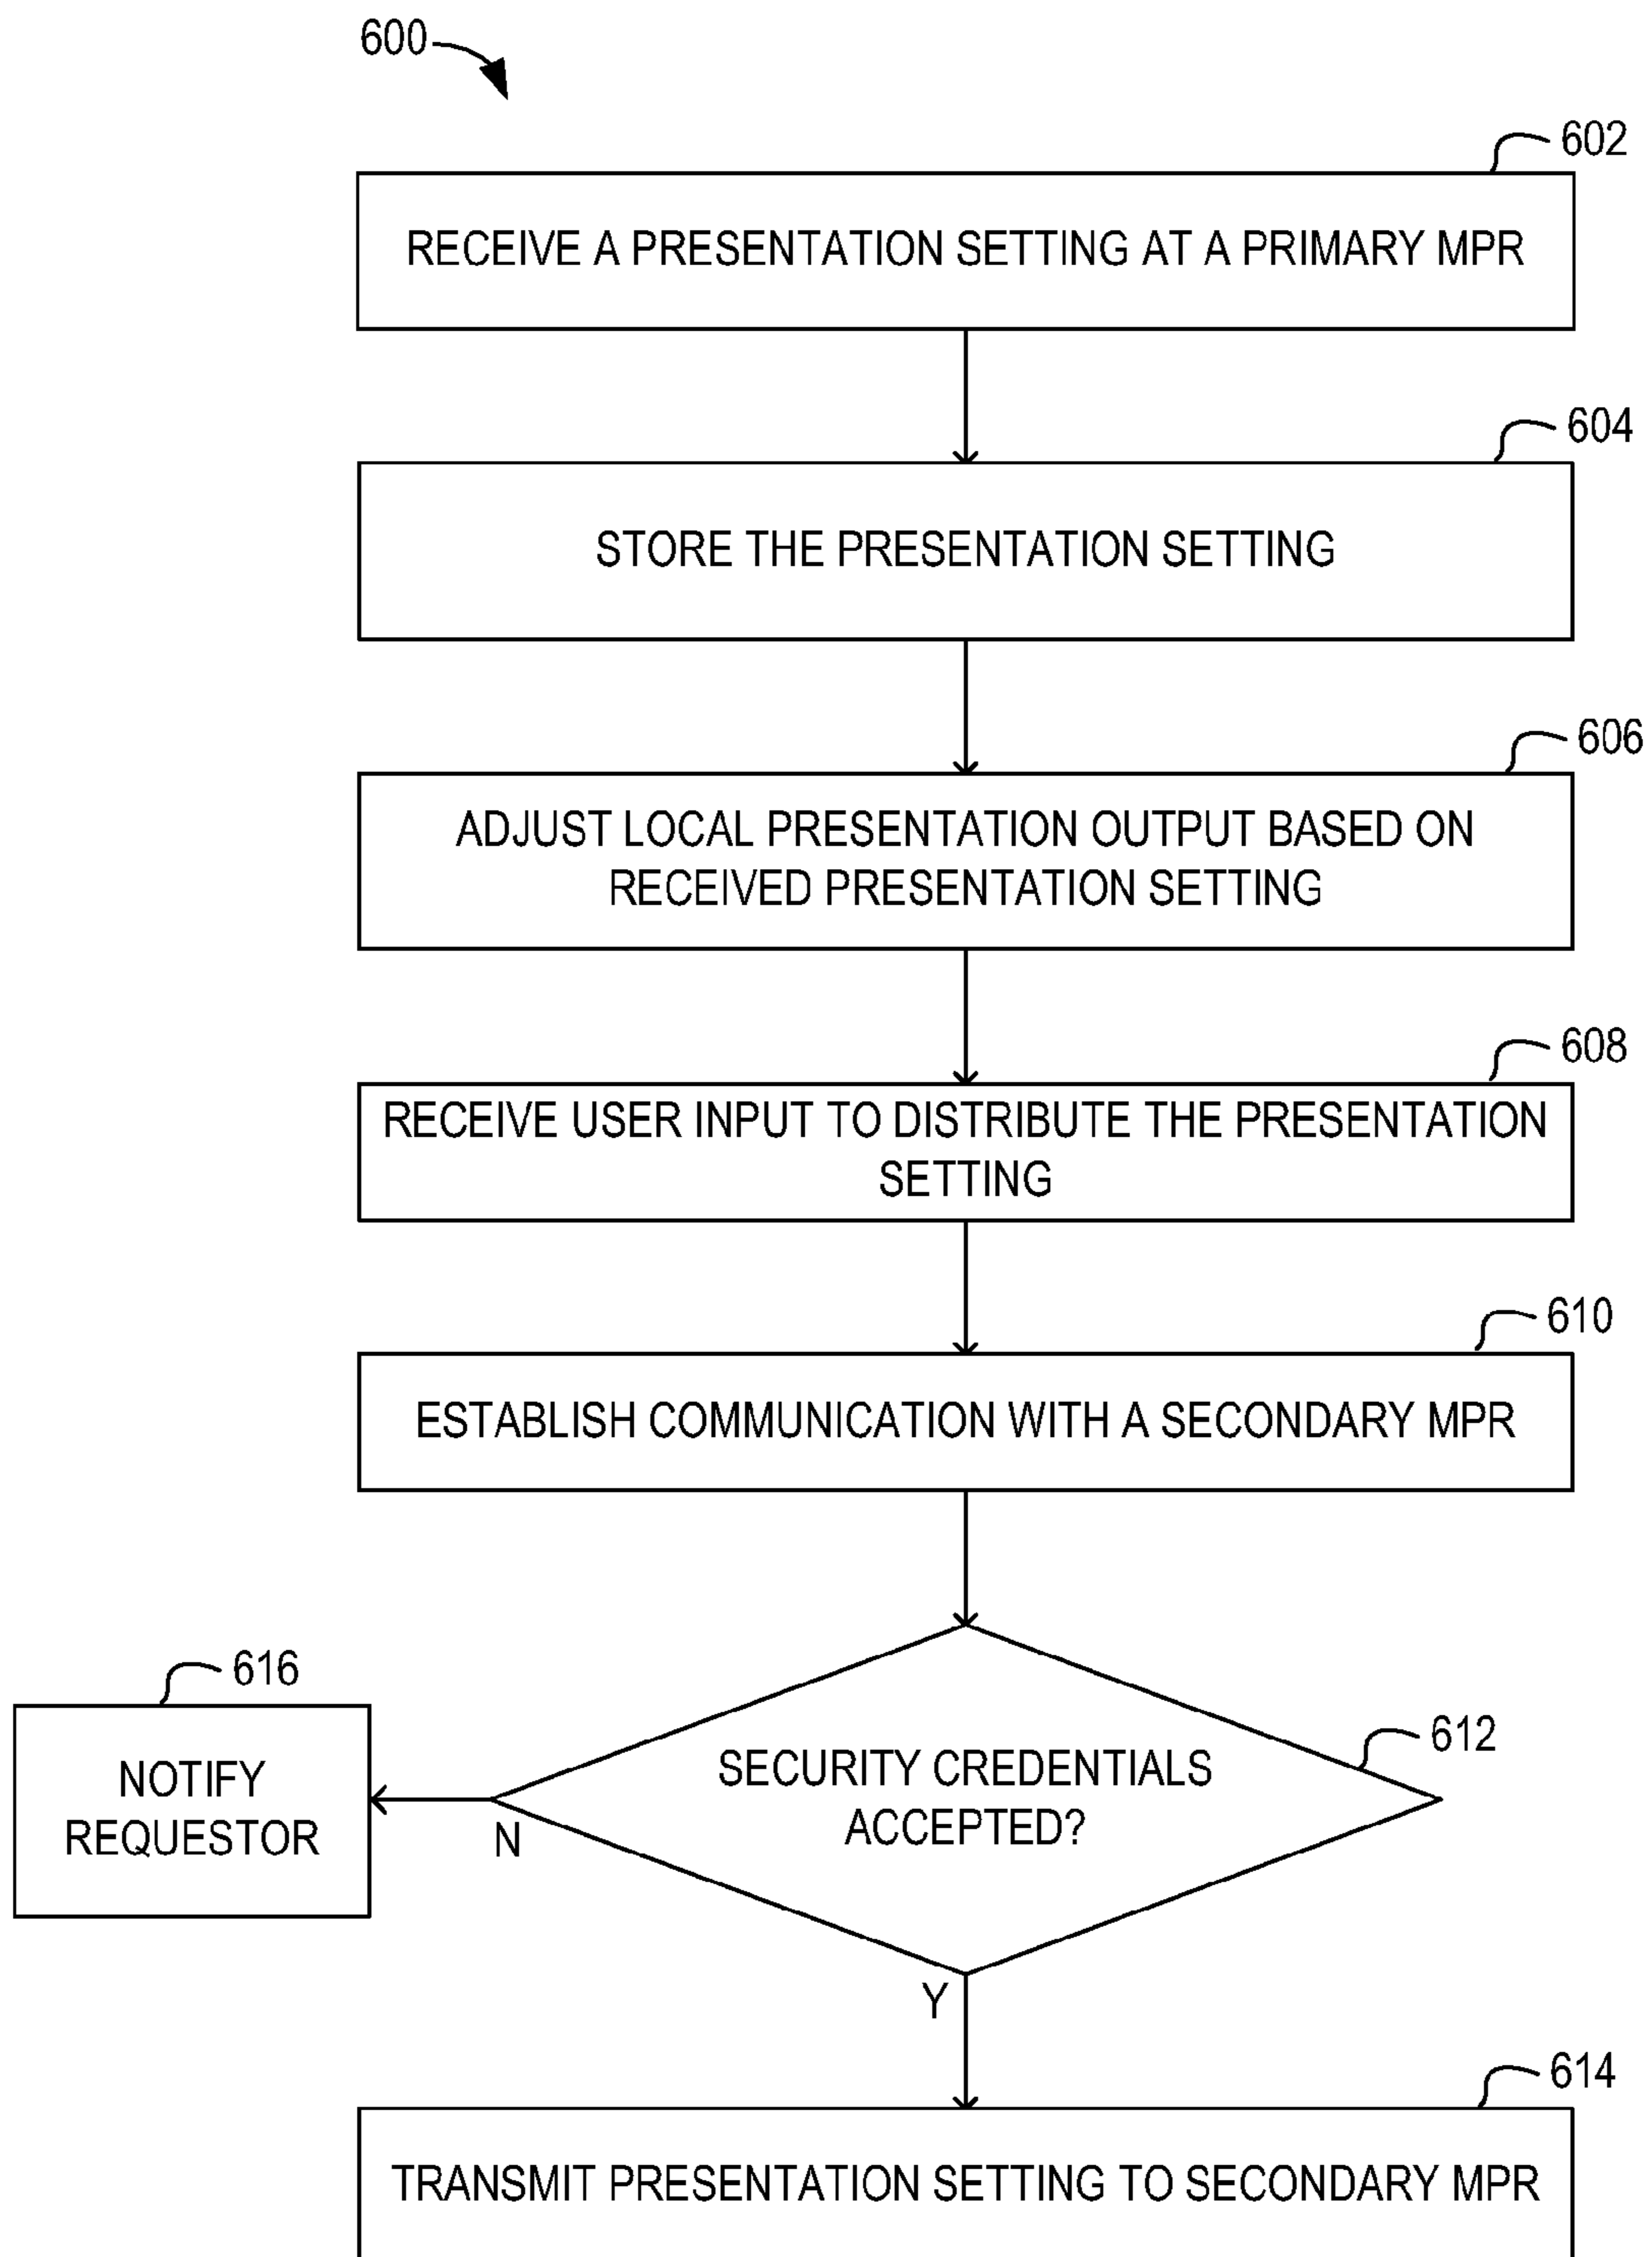 600
602
RECEIVE A PRESENTATION SETTING AT A PRIMARY MPR
604
STORE THE PRESENTATION SETTING
606
ADJUST LOCAL PRESENTATION OUTPUT BASED ON
RECEIVED PRESENTATION SETTING
608
RECEIVE USER INPUT TO DISTRIBUTE THE PRESENTATION
SETTING
610
ESTABLISH COMMUNICATION WITH A SECONDARY MPR
616
NOTIFY
REQUESTOR
612
SECURITY CREDENTIALS
ACCEPTED?
N
Y
614
TRANSMIT PRESENTATION SETTING TO SECONDARY MPR